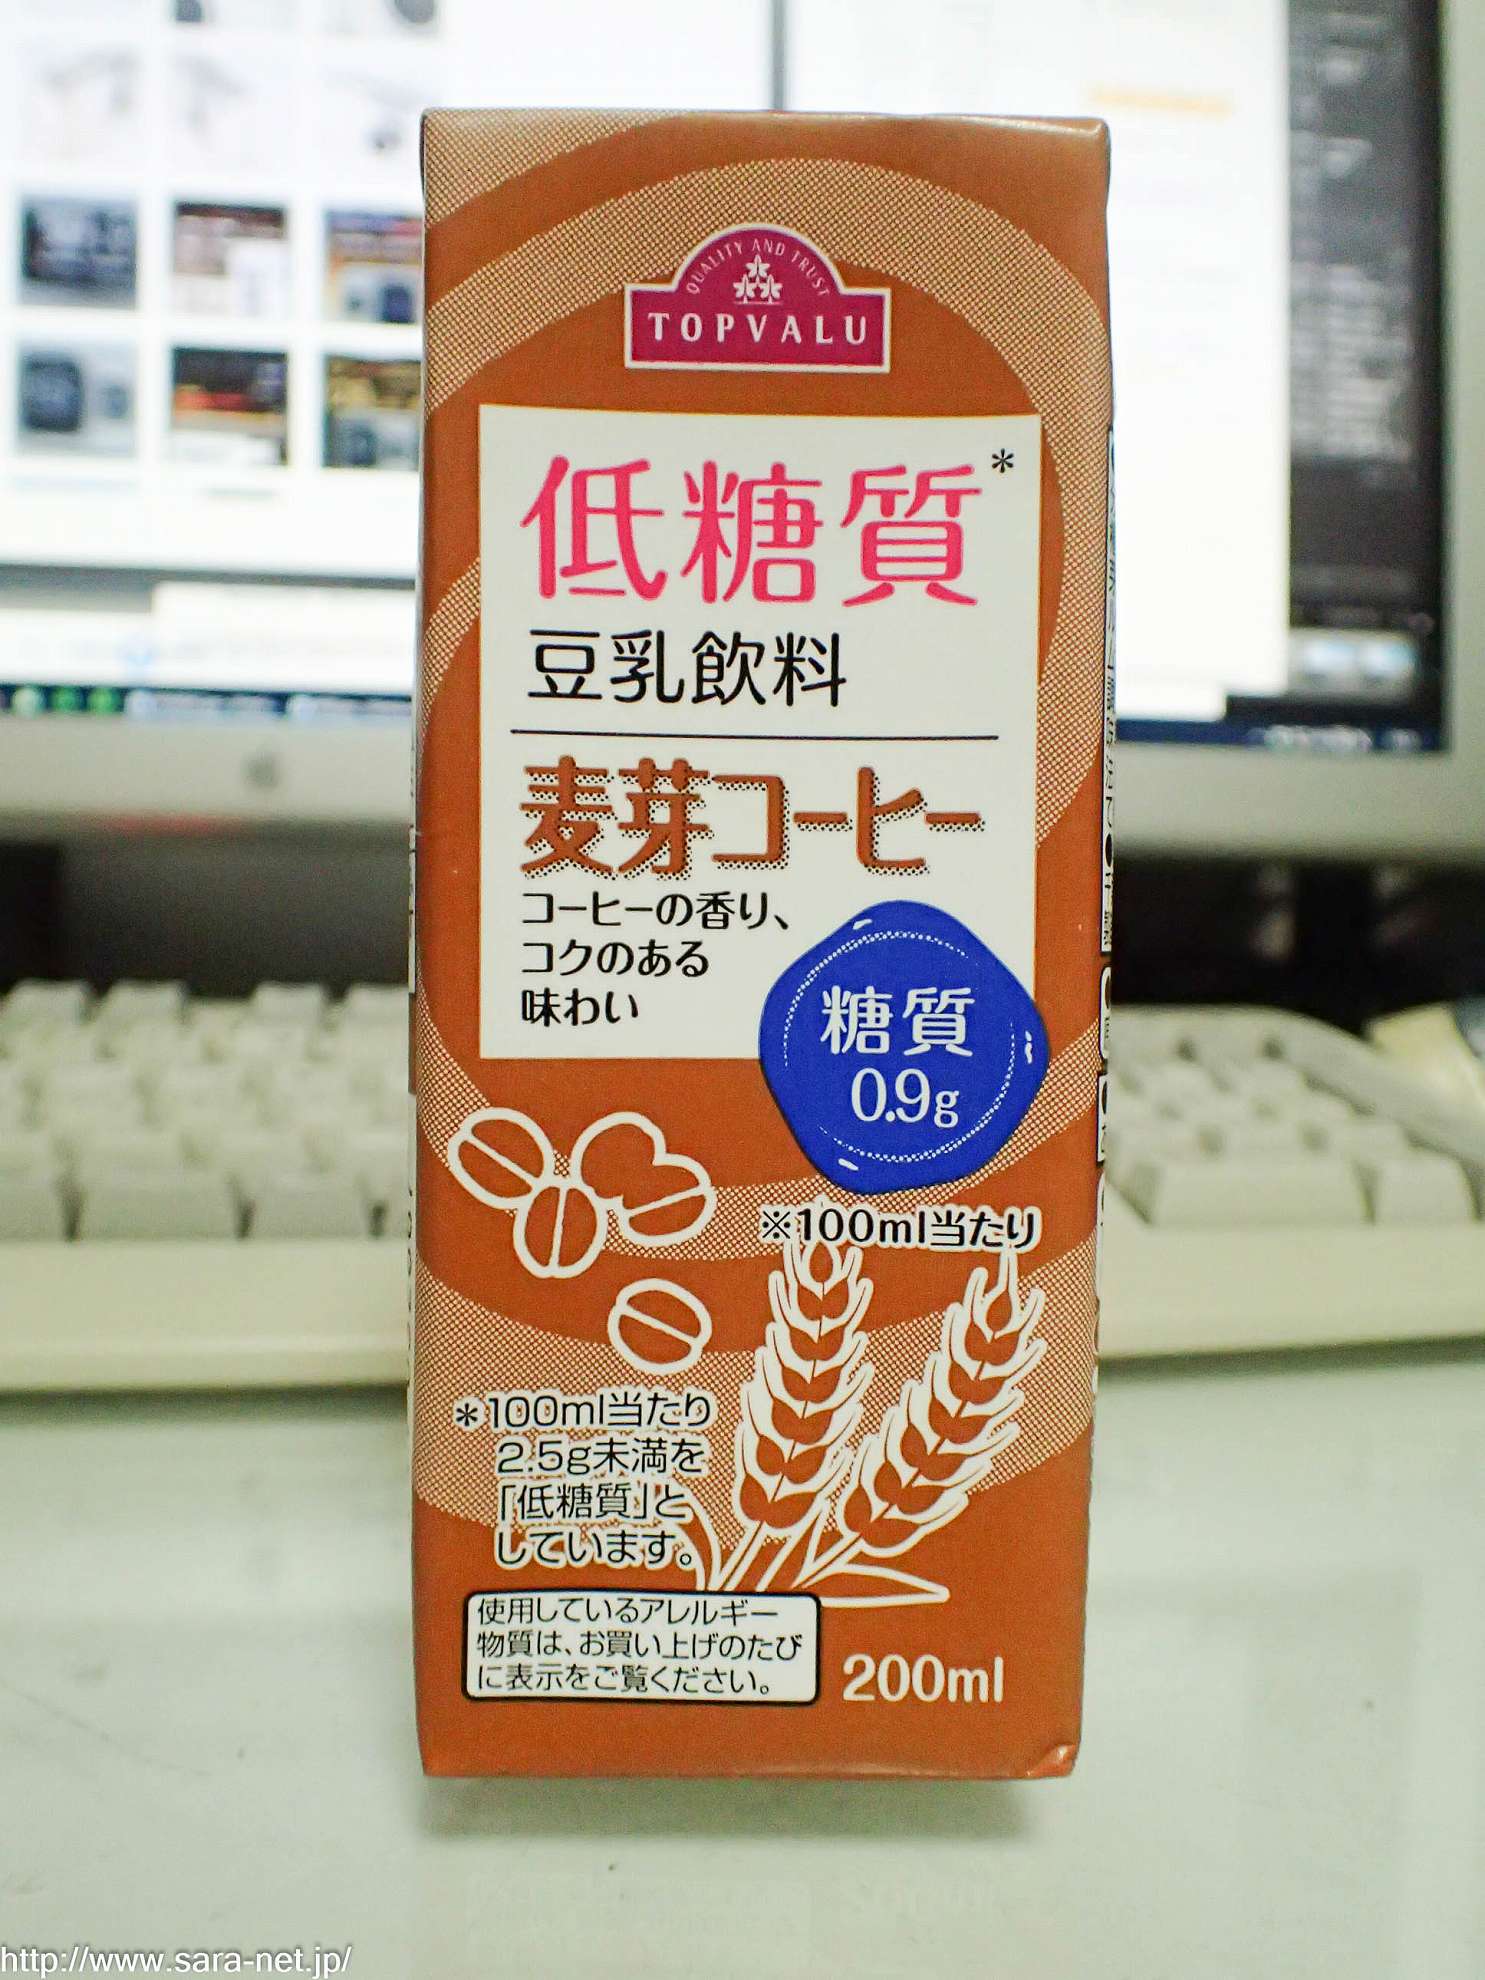 QUALITY AND TRUST
TOPVALU
低糖質*
豆乳飲料
麦芽コーヒー
コーヒーの香り、
コクのある
味わい
糖質
0.9g
※100ml当たり
*100ml当たり
2.5g未満を
「低糖質」と
しています。
使用しているアレルギー
物質は、お買い上げのたび
に表示をご覧ください。
200ml
http://www.sara-net.jp/